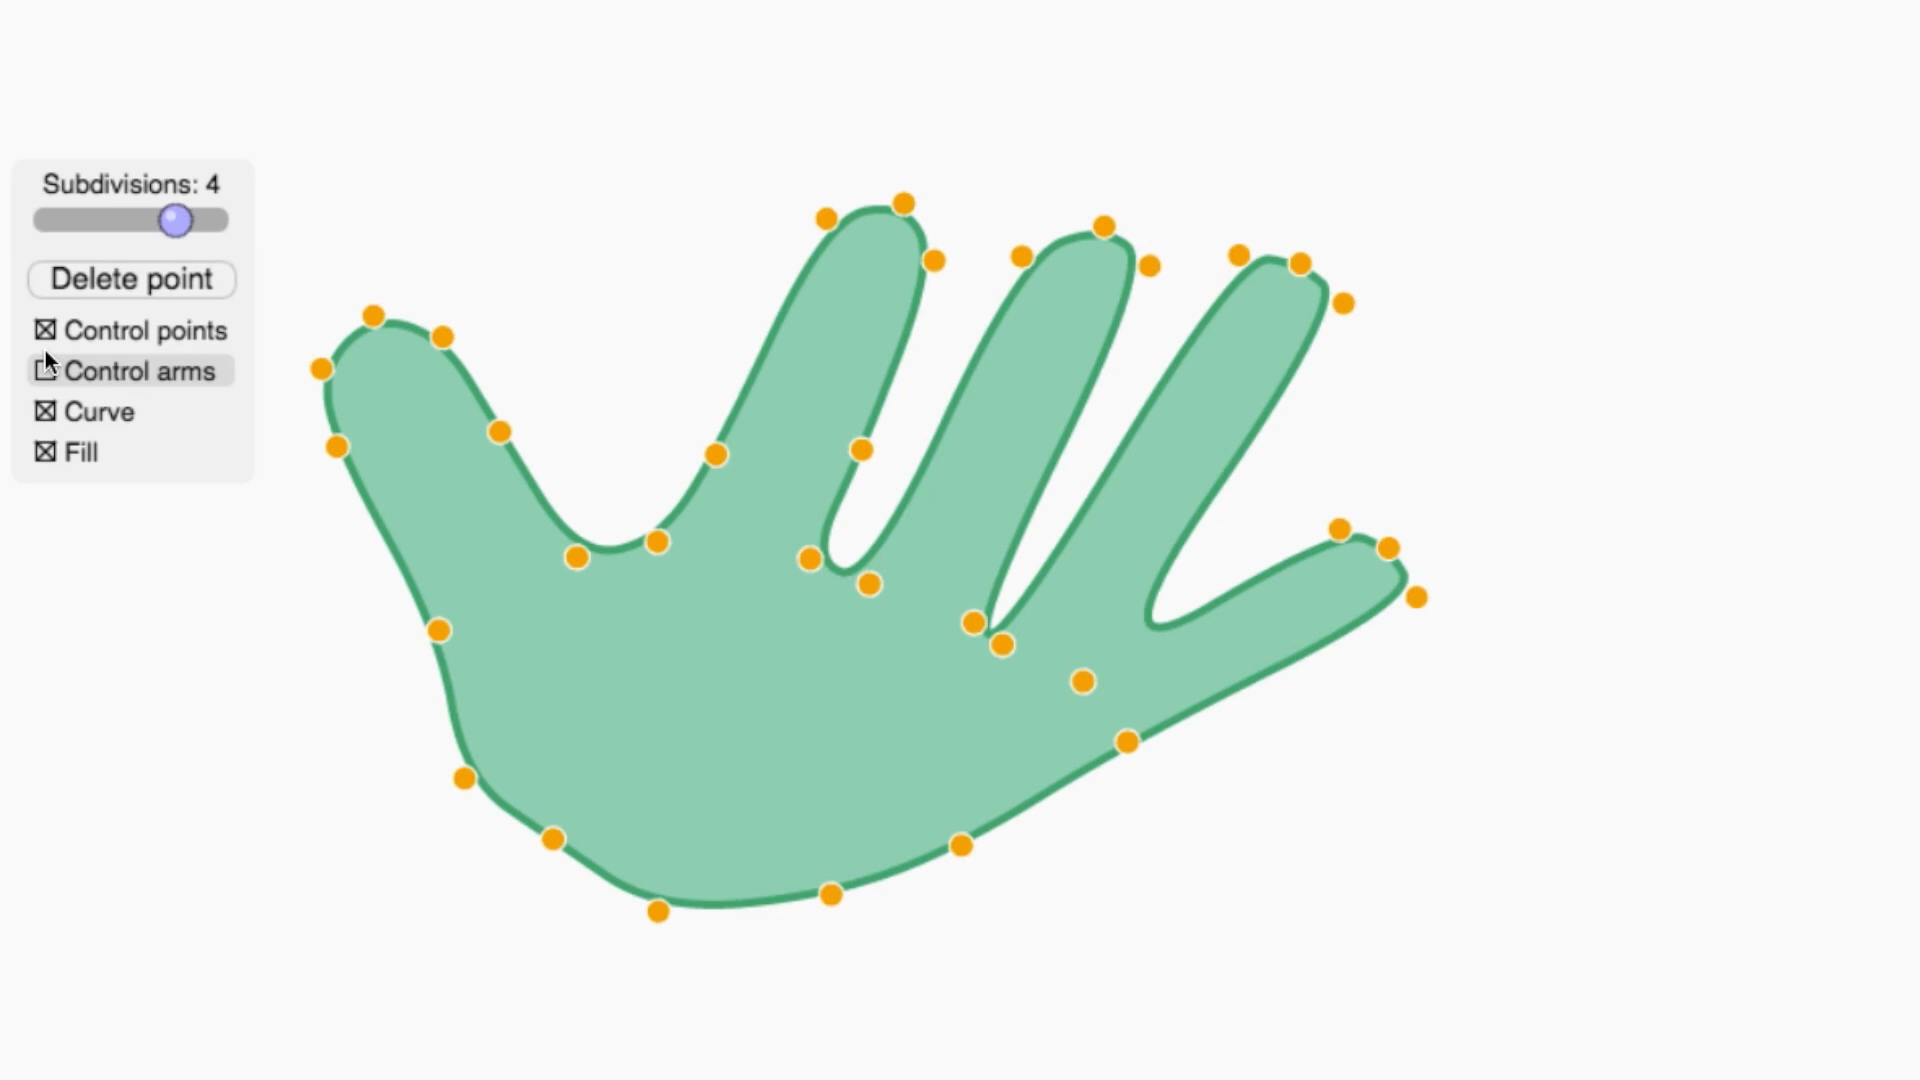 Subdivisions: 4
Delete point
Control points
Control arms
Curve
Fill